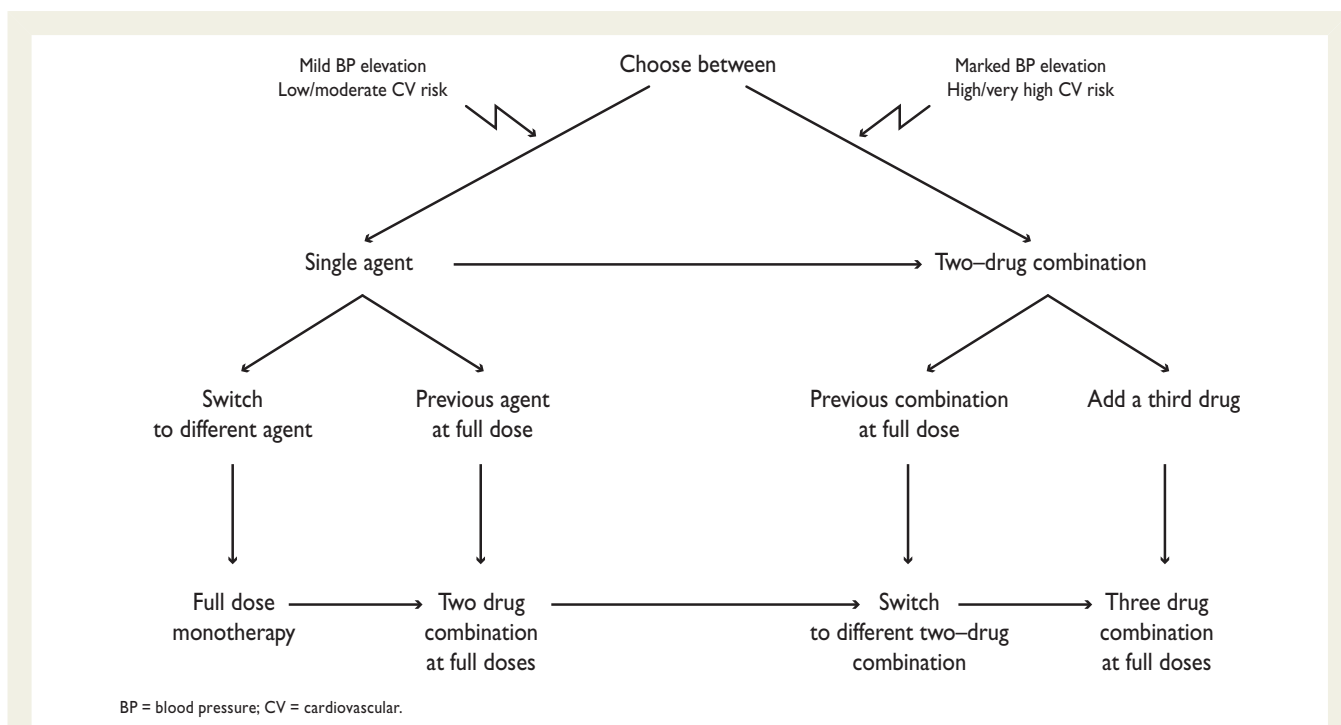 Choose between
Mild BP elevation
Low/moderate CV risk
Marked BP elevation
High/very high CV risk
Single agent
Two–drug combination
Switch
to different agent
Previous agent
at full dose
Previous combination
at full dose
Add a third drug
Full dose
monotherapy
Two drug
combination
at full doses
Switch
to different two–drug
combination
Three drug
combination
at full doses
BP = blood pressure; CV = cardiovascular.